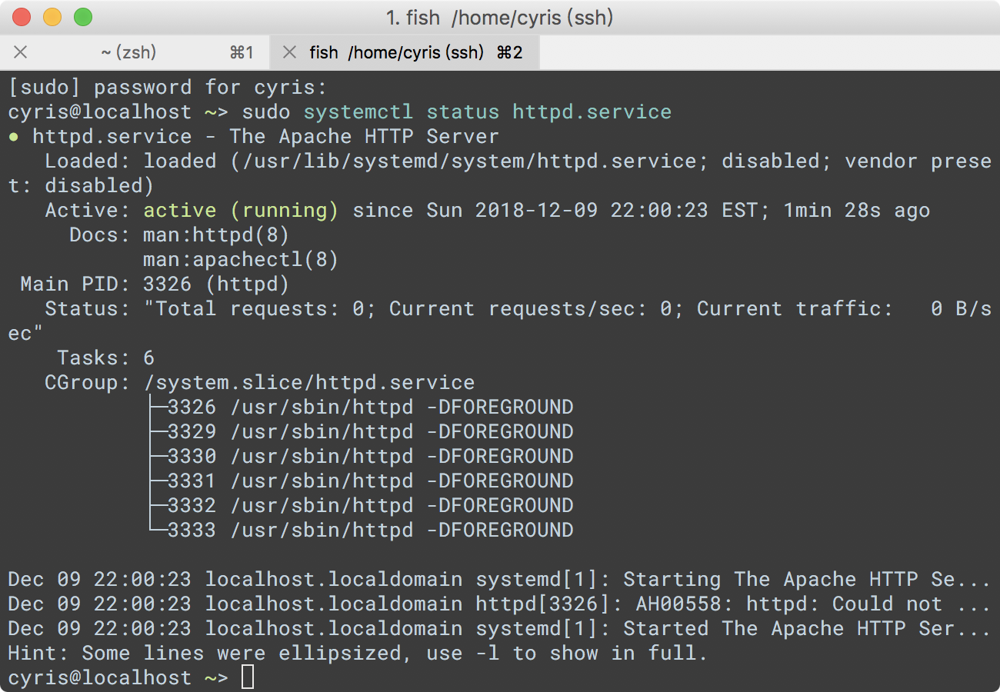 1. fish  /home/cyris (ssh)
~ (zsh) ⌘1 fish  /home/cyris (ssh) ⌘2
[sudo] password for cyris:
cyris@localhost ~> sudo systemctl status httpd.service
● httpd.service - The Apache HTTP Server
   Loaded: loaded (/usr/lib/systemd/system/httpd.service; disabled; vendor prese
t: disabled)
   Active: active (running) since Sun 2018-12-09 22:00:23 EST; 1min 28s ago
     Docs: man:httpd(8)
           man:apachectl(8)
 Main PID: 3326 (httpd)
   Status: "Total requests: 0; Current requests/sec: 0; Current traffic:   0 B/s
ec"
    Tasks: 6
   CGroup: /system.slice/httpd.service
           ├─3326 /usr/sbin/httpd -DFOREGROUND
           ├─3329 /usr/sbin/httpd -DFOREGROUND
           ├─3330 /usr/sbin/httpd -DFOREGROUND
           ├─3331 /usr/sbin/httpd -DFOREGROUND
           ├─3332 /usr/sbin/httpd -DFOREGROUND
           └─3333 /usr/sbin/httpd -DFOREGROUND

Dec 09 22:00:23 localhost.localdomain systemd[1]: Starting The Apache HTTP Se...
Dec 09 22:00:23 localhost.localdomain httpd[3326]: AH00558: httpd: Could not ...
Dec 09 22:00:23 localhost.localdomain systemd[1]: Started The Apache HTTP Ser...
Hint: Some lines were ellipsized, use -l to show in full.
cyris@localhost ~>